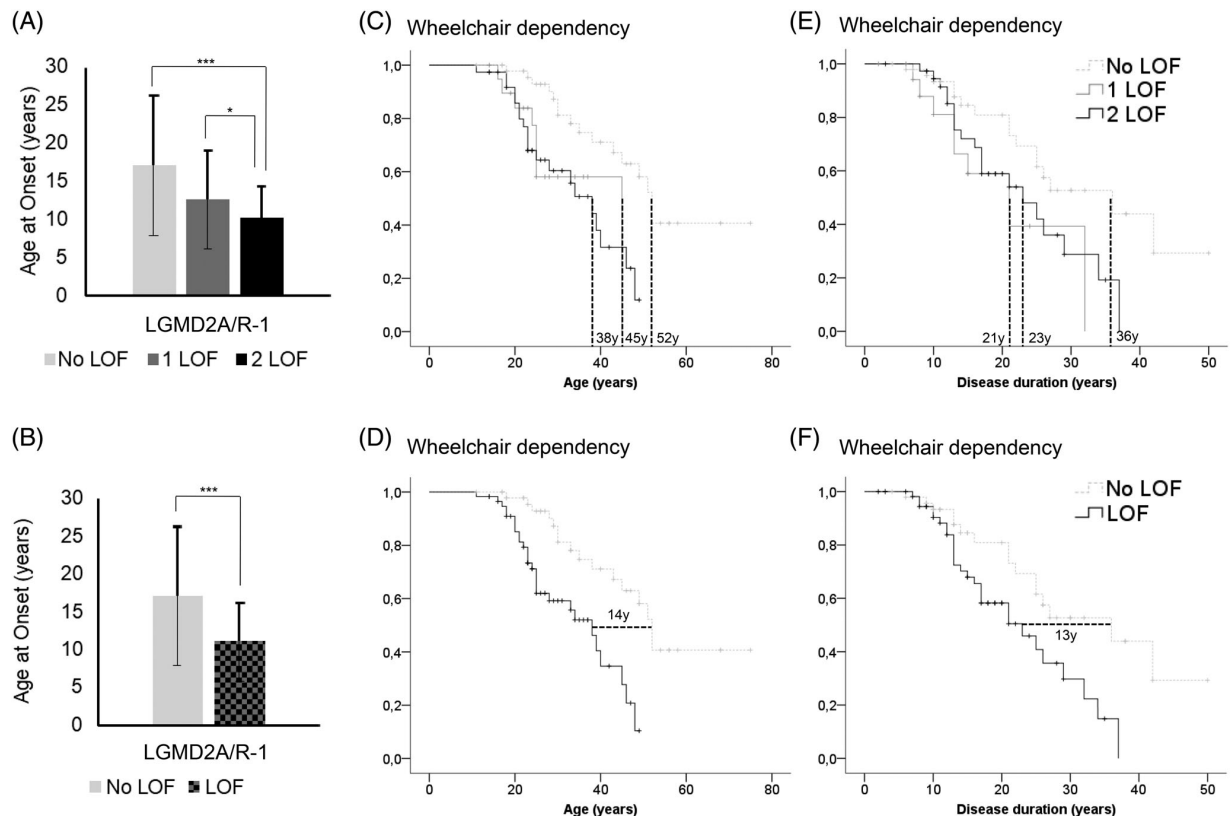 (A)
***
*
Age at Onset (years)
30
25
20
15
10
5
0
LGMD2A/R-1
No LOF 1 LOF 2 LOF
(C) Wheelchair dependency
1,0
0,8
0,6
0,4
0,2
0,0
38y 45y 52y
0 20 40 60 80
Age (years)
(E) Wheelchair dependency
No LOF
1 LOF
2 LOF
1,0
0,8
0,6
0,4
0,2
0,0
21y 23y 36y
0 10 20 30 40 50
Disease duration (years)
(B)
***
Age at Onset (years)
30
25
20
15
10
5
0
LGMD2A/R-1
No LOF LOF
(D) Wheelchair dependency
1,0
0,8
0,6
0,4
0,2
0,0
14y
0 20 40 60 80
Age (years)
(F) Wheelchair dependency
No LOF
LOF
1,0
0,8
0,6
0,4
0,2
0,0
13y
0 10 20 30 40 50
Disease duration (years)